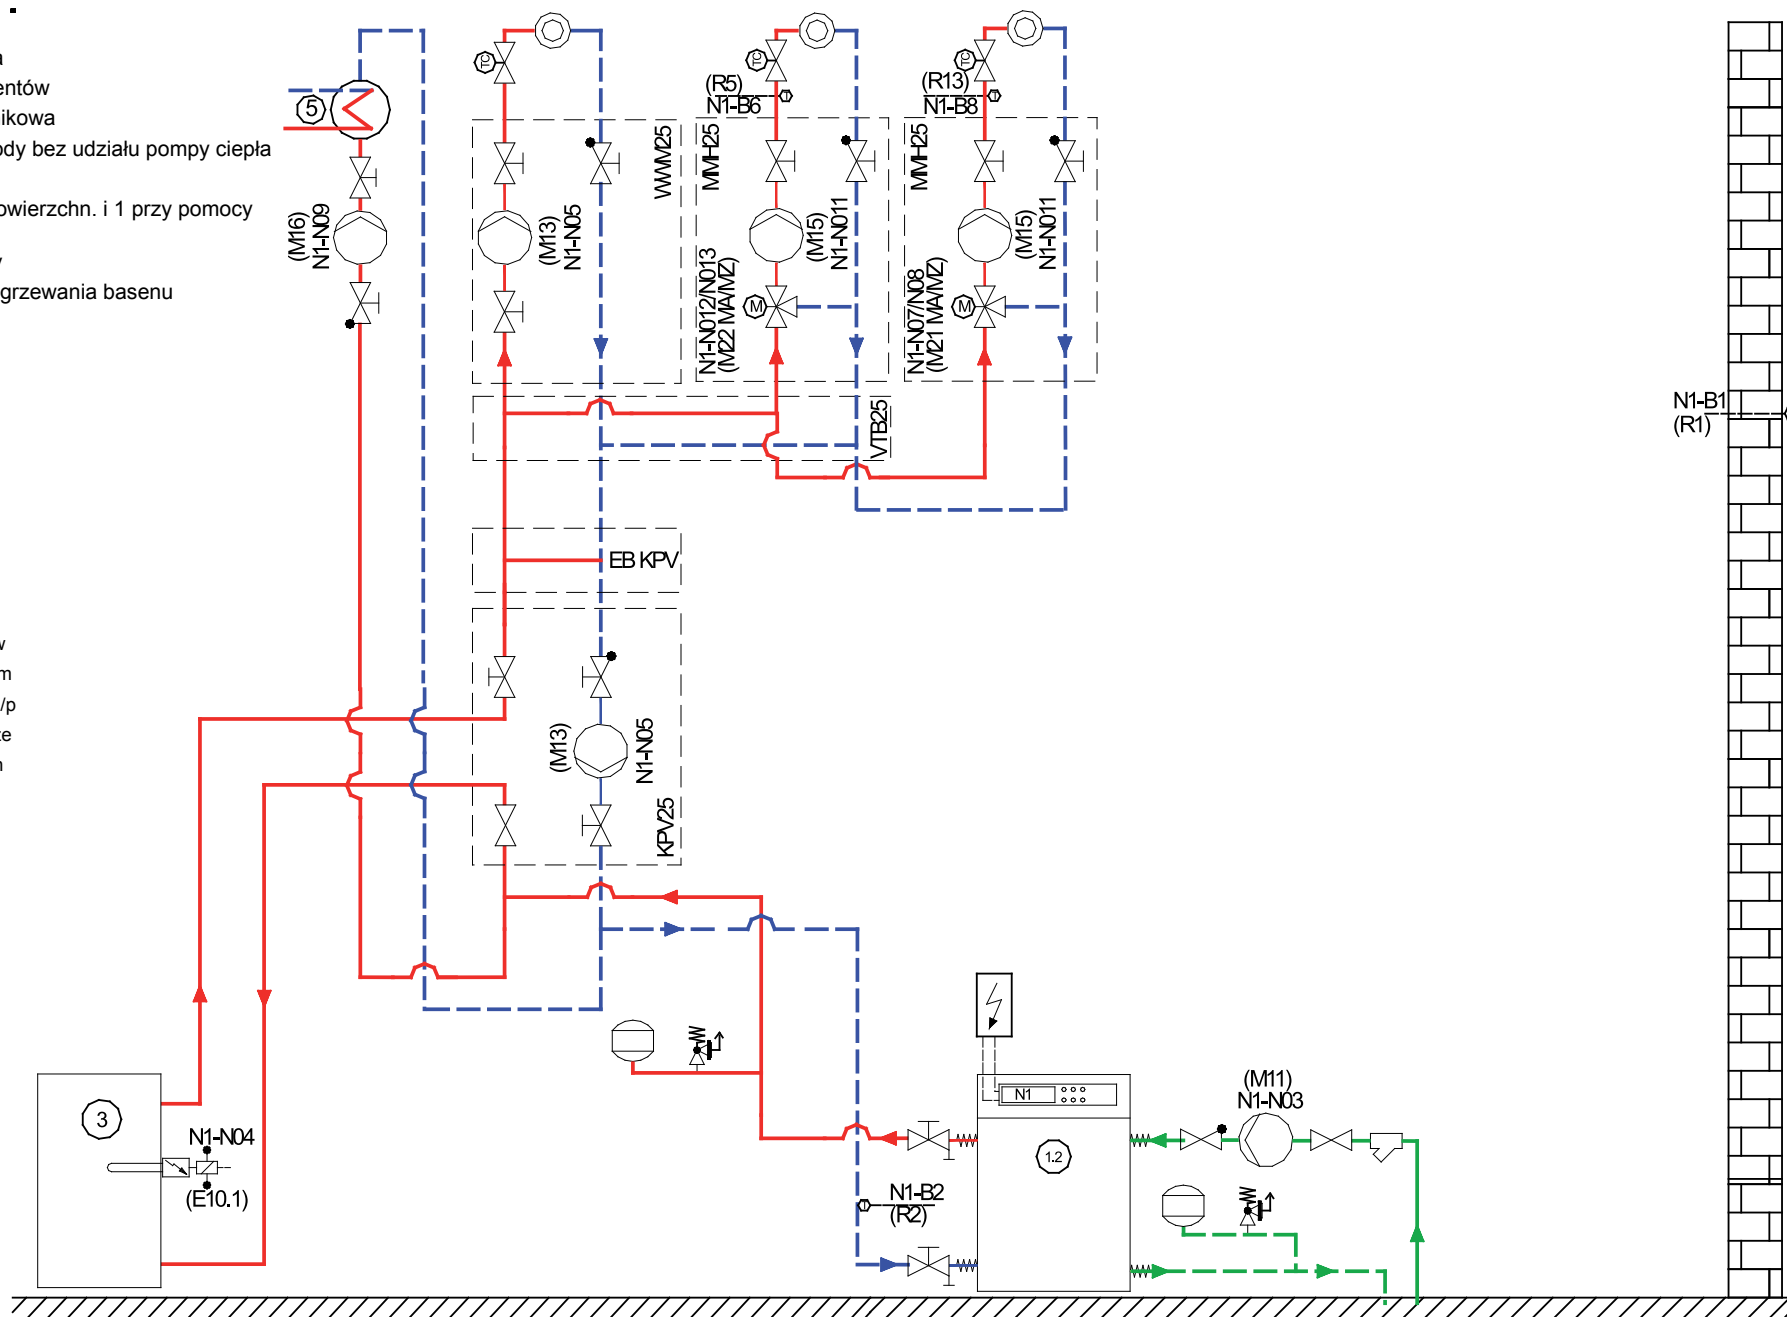 entów
ody bez udziału pompy ciepła
owierzchn. i 1 przy pomocy
grzewania basenu
w
m
/p
5
(M16)
N1-N09
TC
(M13)
N1-N05
WWM25
TC
(R5)
N1-B6
MMH25
(M15)
N1-N011
M
N1-N012/N013
(M22 MA/MZ)
TC
(R13)
N1-B8
MMH25
(M15)
N1-N011
M
N1-N07/N08
(M21 MA/MZ)
VTB25
EB KPV
(M13)
N1-N05
KPV25
N1-B1
(R1)
3
N1-N04
(E10.1)
N1
1.2
N1-B2
(R2)
(M11)
N1-N03